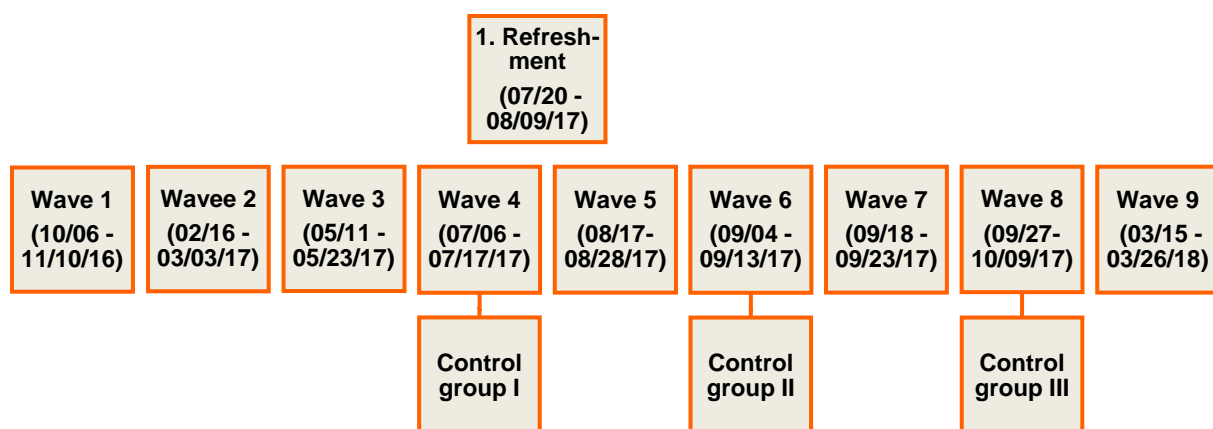 1. Refresh-
ment
(07/20 -
08/09/17)
Wave 1
(10/06 -
11/10/16)
Wavee 2
(02/16 -
03/03/17)
Wave 3
(05/11 -
05/23/17)
Wave 4
(07/06 -
07/17/17)
Wave 5
(08/17-
08/28/17)
Wave 6
(09/04 -
09/13/17)
Wave 7
(09/18 -
09/23/17)
Wave 8
(09/27-
10/09/17)
Wave 9
(03/15 -
03/26/18)
Control
group I
Control
group II
Control
group III